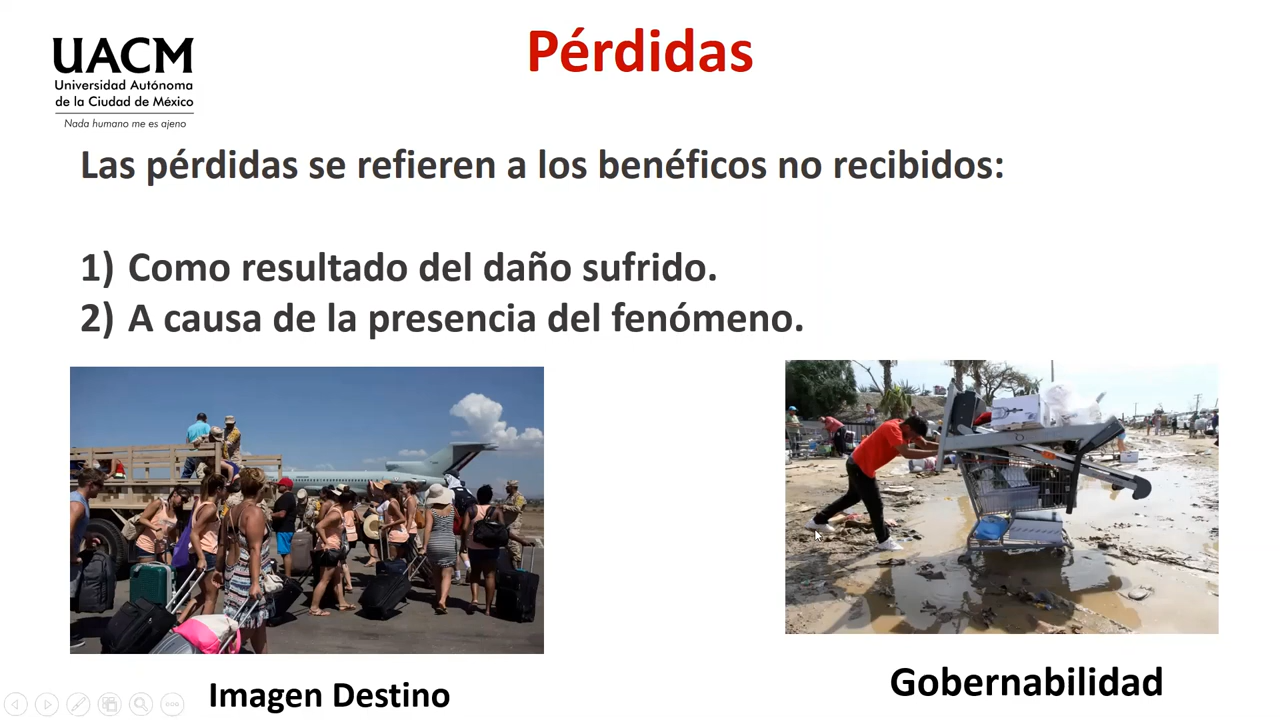 Pérdidas
UACM
Universidad Autónoma
de la Ciudad de México
Nada humano me es ajeno
Las pérdidas se refieren a los benéficos no recibidos:
1) Como resultado del daño sufrido.
2) A causa de la presencia del fenómeno.
Imagen Destino
Gobernabilidad